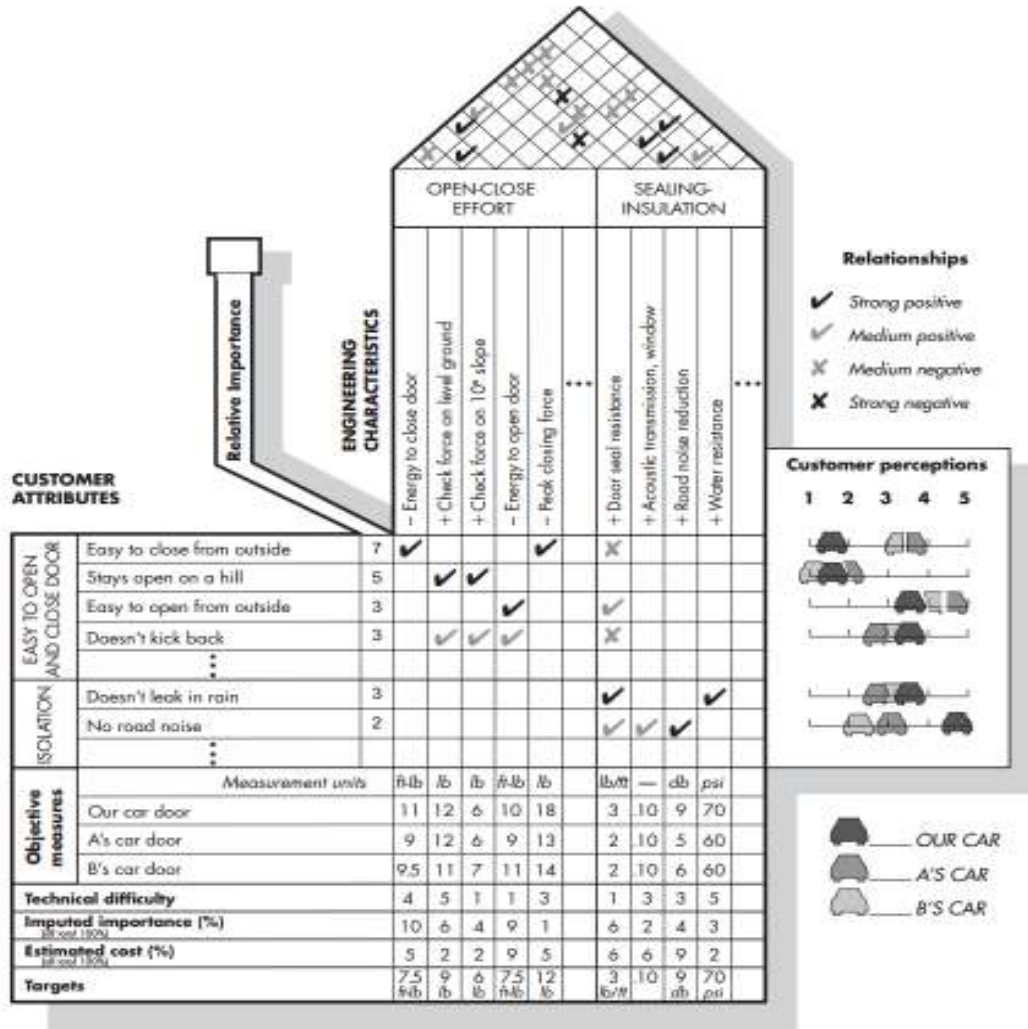 OPEN-CLOSE
EFFORT
SEALING-
INSULATION
Relative Importance
ENGINEERING
CHARACTERISTICS
– Energy to close door
+ Check force on level ground
+ Check force on 10° slope
– Energy to open door
– Peak closing force
...
+ Door seal resistance
+ Acoustic transmission, window
+ Road noise reduction
+ Water resistance
...
Relationships
Strong positive
Medium positive
Medium negative
Strong negative
CUSTOMER
ATTRIBUTES
Customer perceptions
1 2 3 4 5
EASY TO OPEN
AND CLOSE DOOR
Easy to close from outside 7
Stays open on a hill 5
Easy to open from outside 3
Doesn't kick back 3
ISOLATION
Doesn't leak in rain 3
No road noise 2
Objective
measures
Measurement units ft-lb lb lb ft-lb lb lb/ft — db psi
Our car door 11 12 6 10 18 3 .10 9 70
A's car door 9 12 6 9 13 2 .10 5 60
B's car door 9.5 11 7 11 14 2 .10 6 60
Technical difficulty 4 5 1 1 3 1 3 3 5
Imputed importance (%) 10 6 4 9 1 6 2 4 3
(all total 100%)
Estimated cost (%) 5 2 2 9 5 6 6 9 2
(all total 100%)
Targets 7.5 9 6 7.5 12 3 .10 9 70
ft-lb lb lb ft-lb lb lb/ft db psi
OUR CAR
A'S CAR
B'S CAR